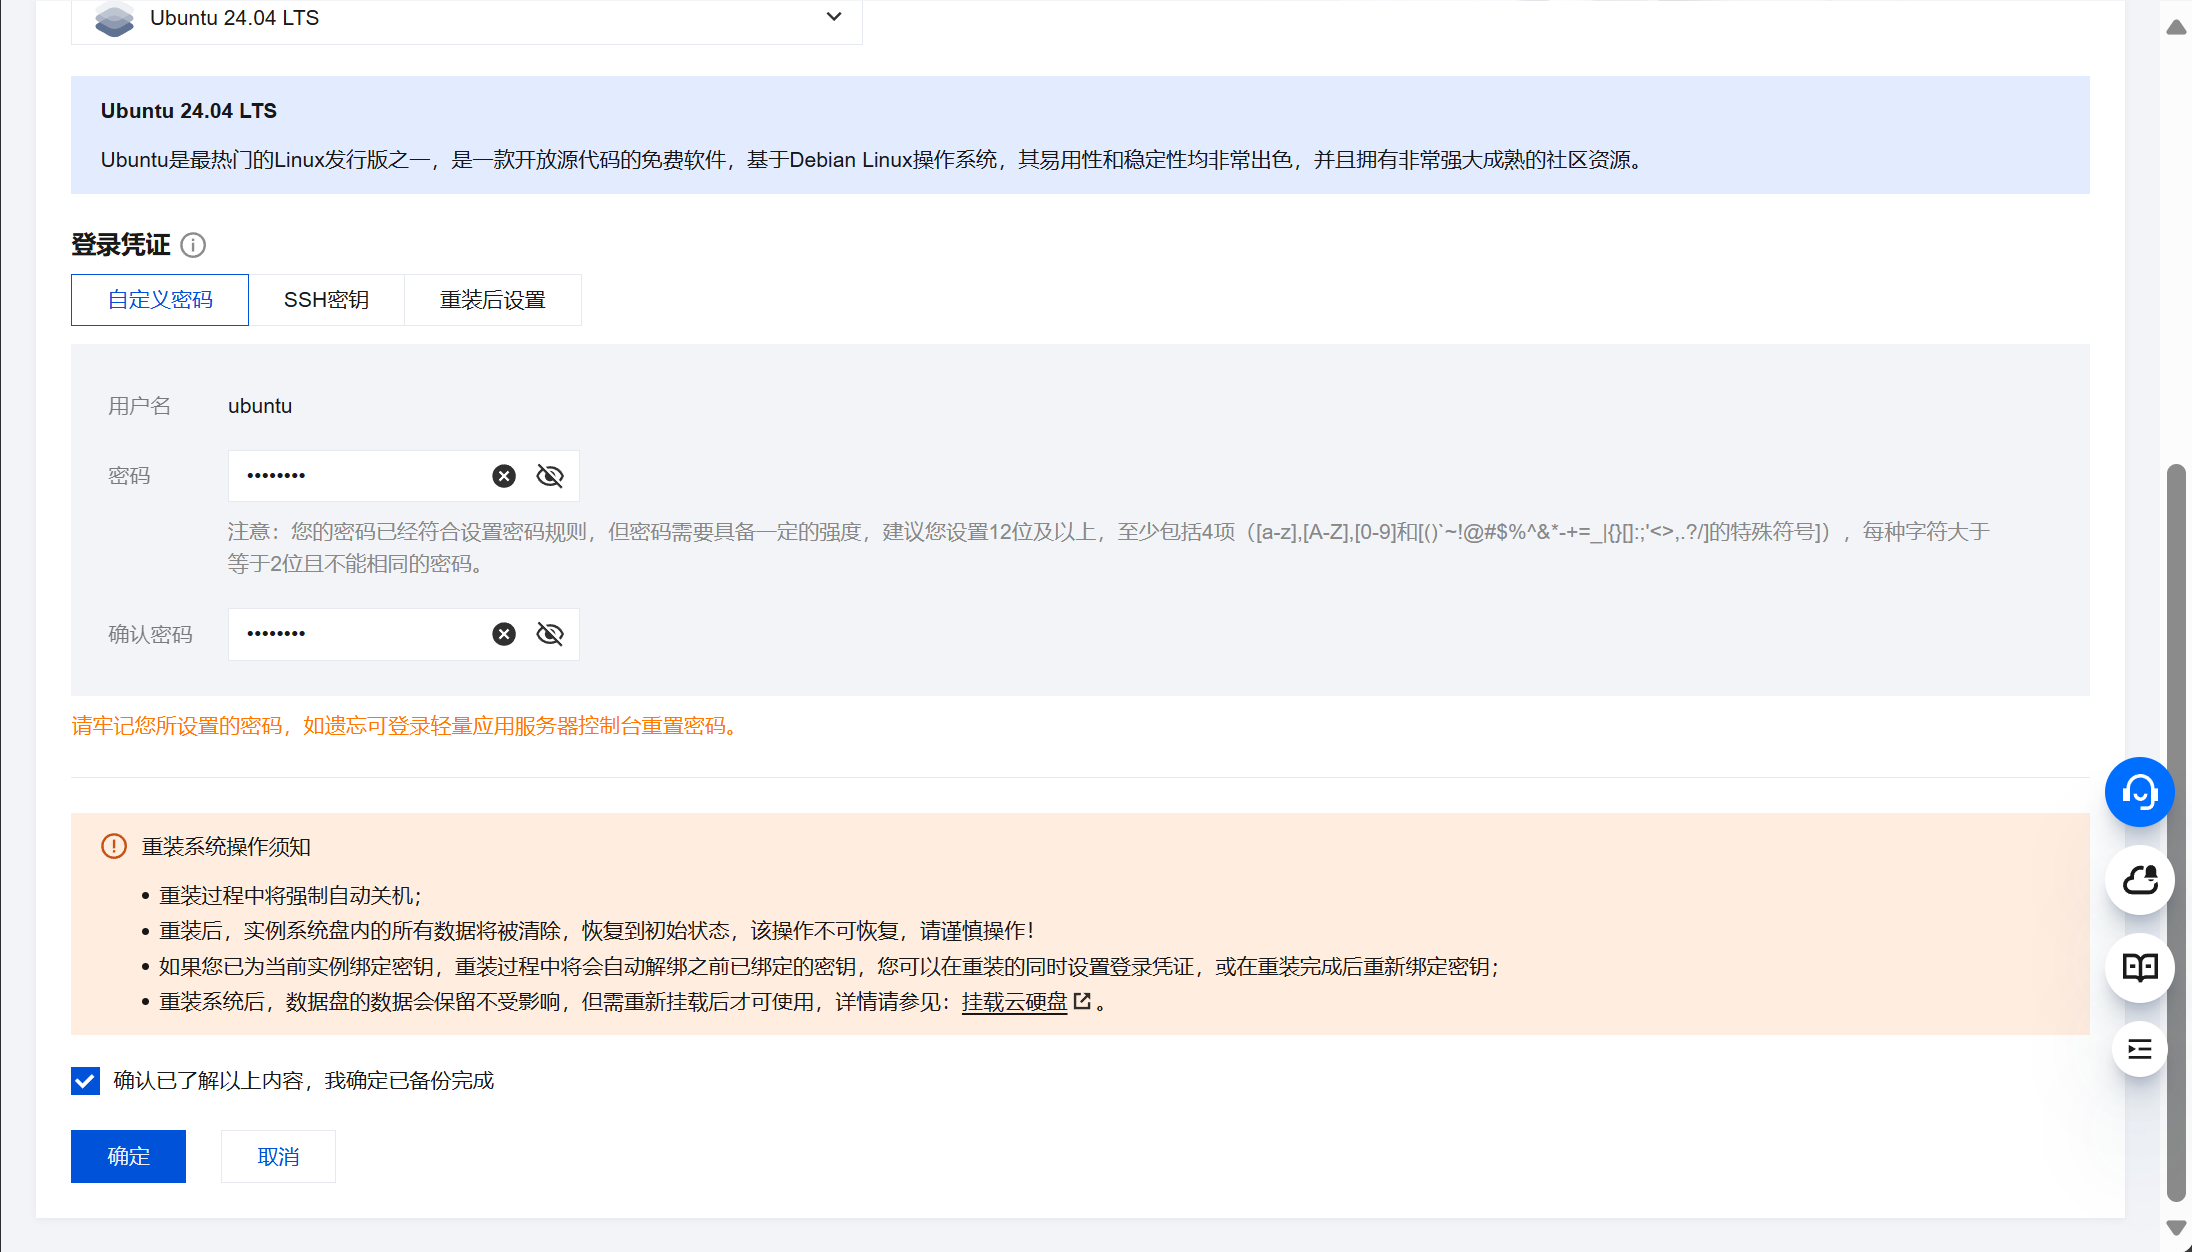 Ubuntu 24.04 LTS
Ubuntu 24.04 LTS
Ubuntu是最热门的Linux发行版之一，是一款开放源代码的免费软件，基于Debian Linux操作系统，其易用性和稳定性均非常出色，并且拥有非常强大成熟的社区资源。
登录凭证
自定义密码 SSH密钥 重装后设置
用户名 ubuntu
密码 ••••••••
注意：您的密码已经符合设置密码规则，但密码需要具备一定的强度，建议您设置12位及以上，至少包括4项（[a-z],[A-Z],[0-9]和[()`~!@#$%^&*-+=_|{}[]:;'<>,.?/]的特殊符号]），每种字符大于
等于2位且不能相同的密码。
确认密码 ••••••••
请牢记您所设置的密码，如遗忘可登录轻量应用服务器控制台重置密码。
重装系统操作须知
• 重装过程中将强制自动关机；
• 重装后，实例系统盘内的所有数据将被清除，恢复到初始状态，该操作不可恢复，请谨慎操作！
• 如果您已为当前实例绑定密钥，重装过程中将会自动解绑之前已绑定的密钥，您可以在重装的同时设置登录凭证，或在重装完成后重新绑定密钥；
• 重装系统后，数据盘的数据会保留不受影响，但需重新挂载后才可使用，详情请参见：挂载云硬盘。
确认已了解以上内容，我确定已备份完成
确定 取消